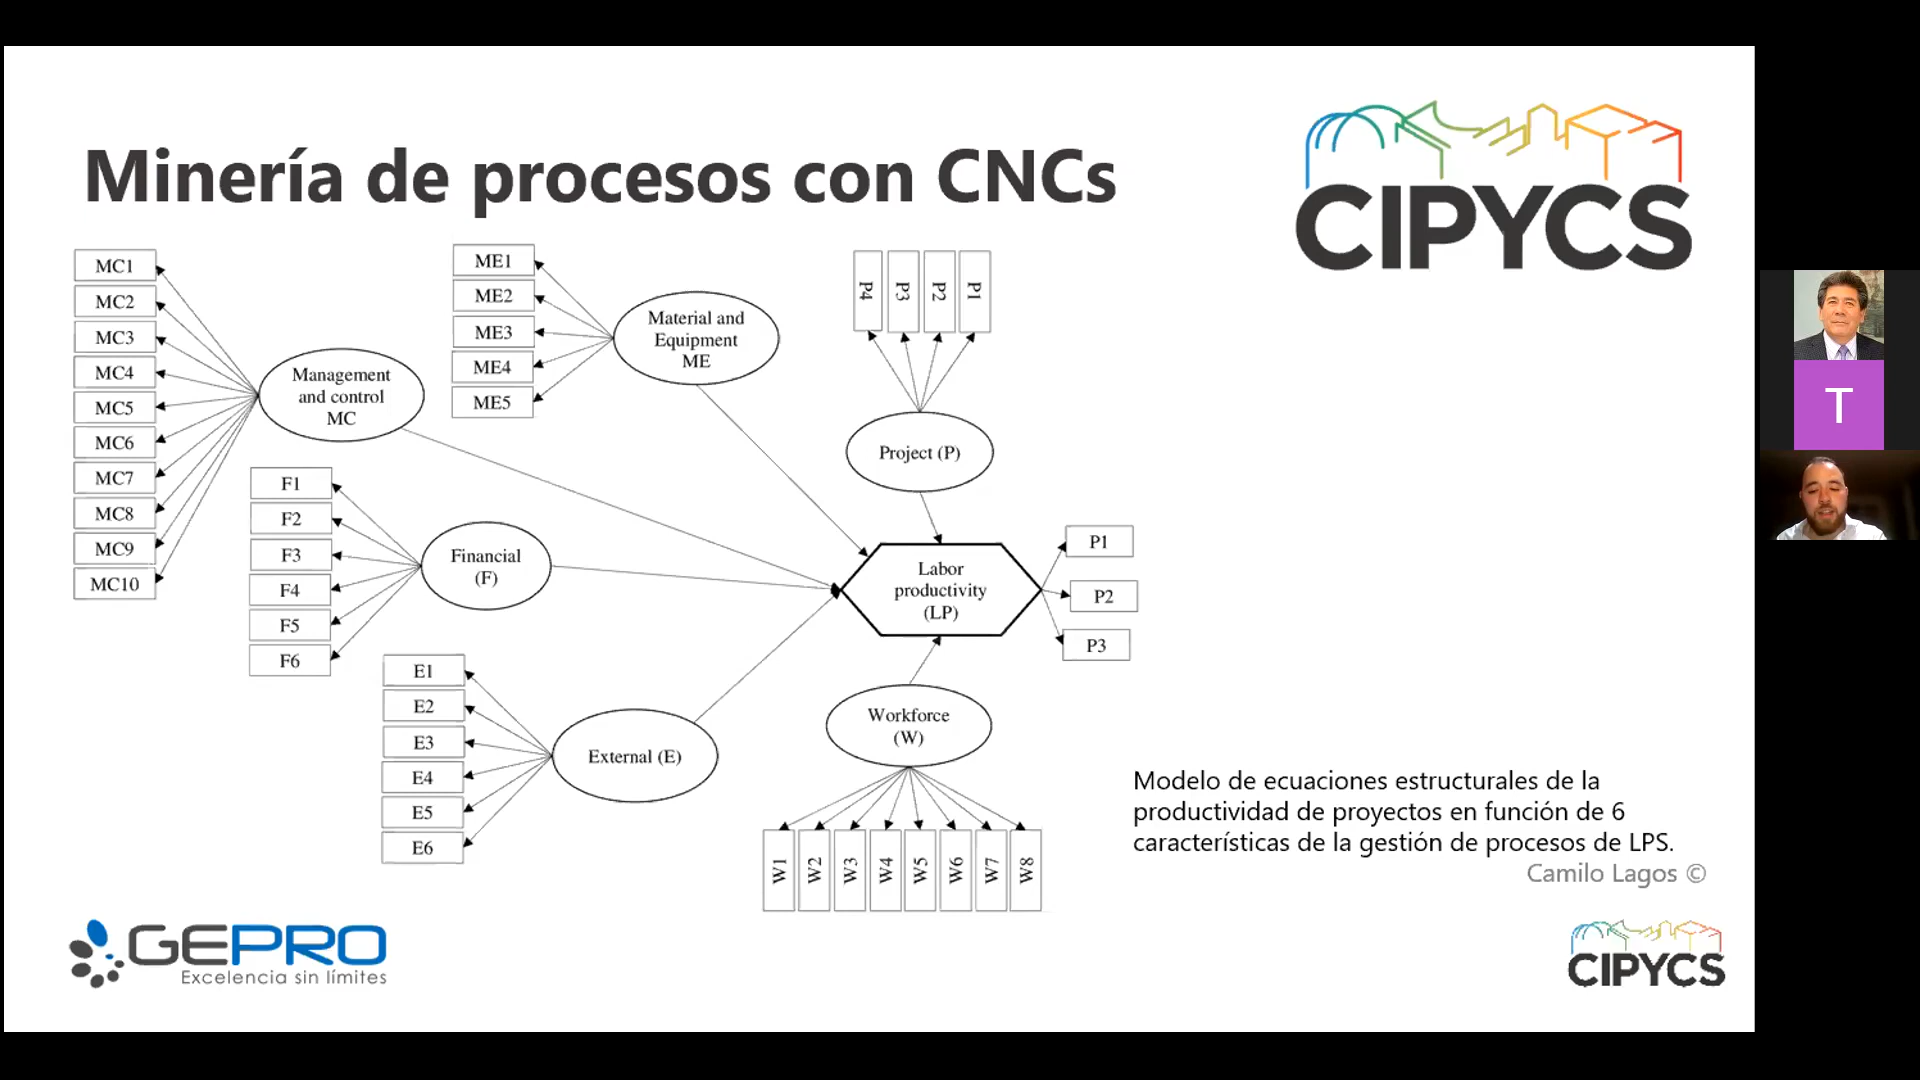 Minería de procesos con CNCs
CIPYCS
MC1
MC2
MC3
MC4
MC5
MC6
MC7
MC8
MC9
MC10
Management
and control
MC
ME1
ME2
ME3
ME4
ME5
Material and
Equipment
ME
P4
P3
P2
P1
Project (P)
F1
F2
F3
F4
F5
F6
Financial
(F)
Labor
productivity
(LP)
P1
P2
P3
E1
E2
E3
E4
E5
E6
External (E)
Workforce
(W)
W1
W2
W3
W4
W5
W6
W7
W8
Modelo de ecuaciones estructurales de la
productividad de proyectos en función de 6
características de la gestión de procesos de LPS.
Camilo Lagos ©
GEPRO
Excelencia sin límites
CIPYCS
T